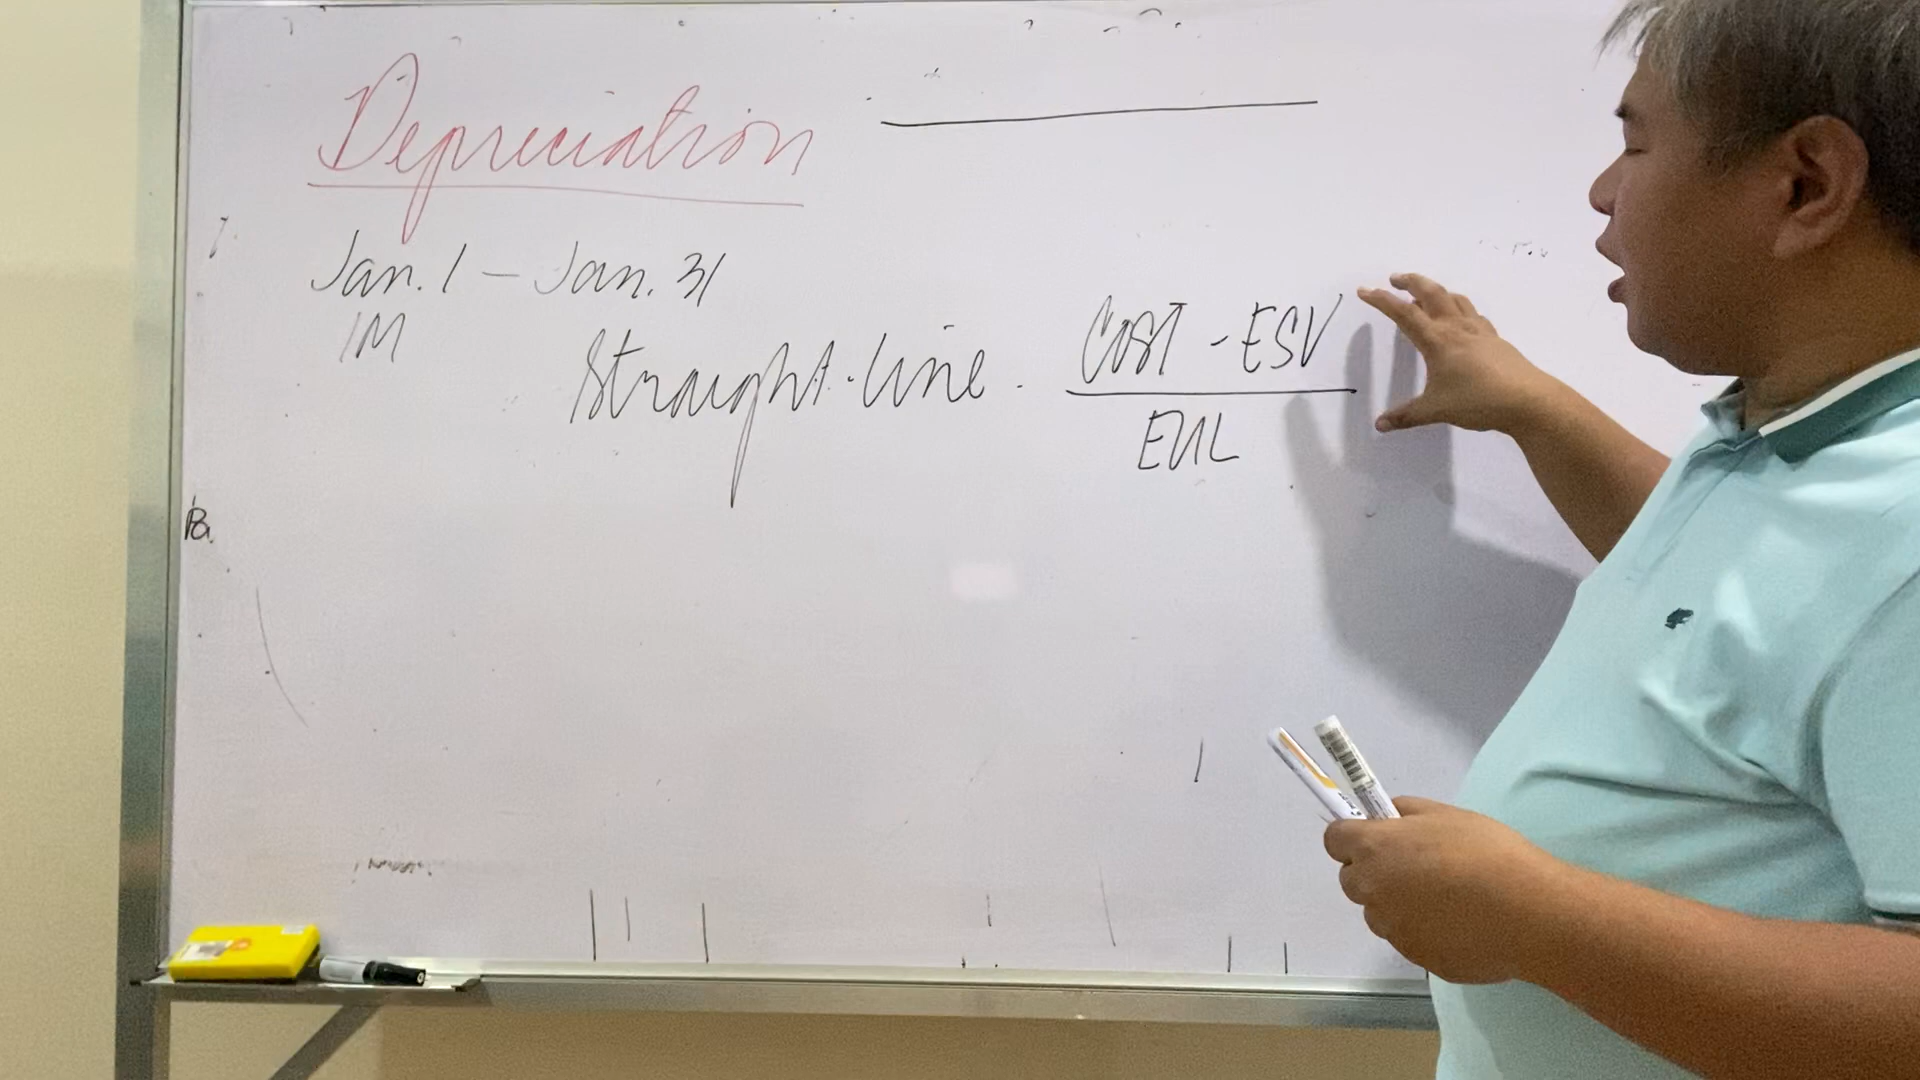 Depreciation
Jan. 1 – Jan. 31
1M
Straight-line. Cost - ESV
EUL
B.